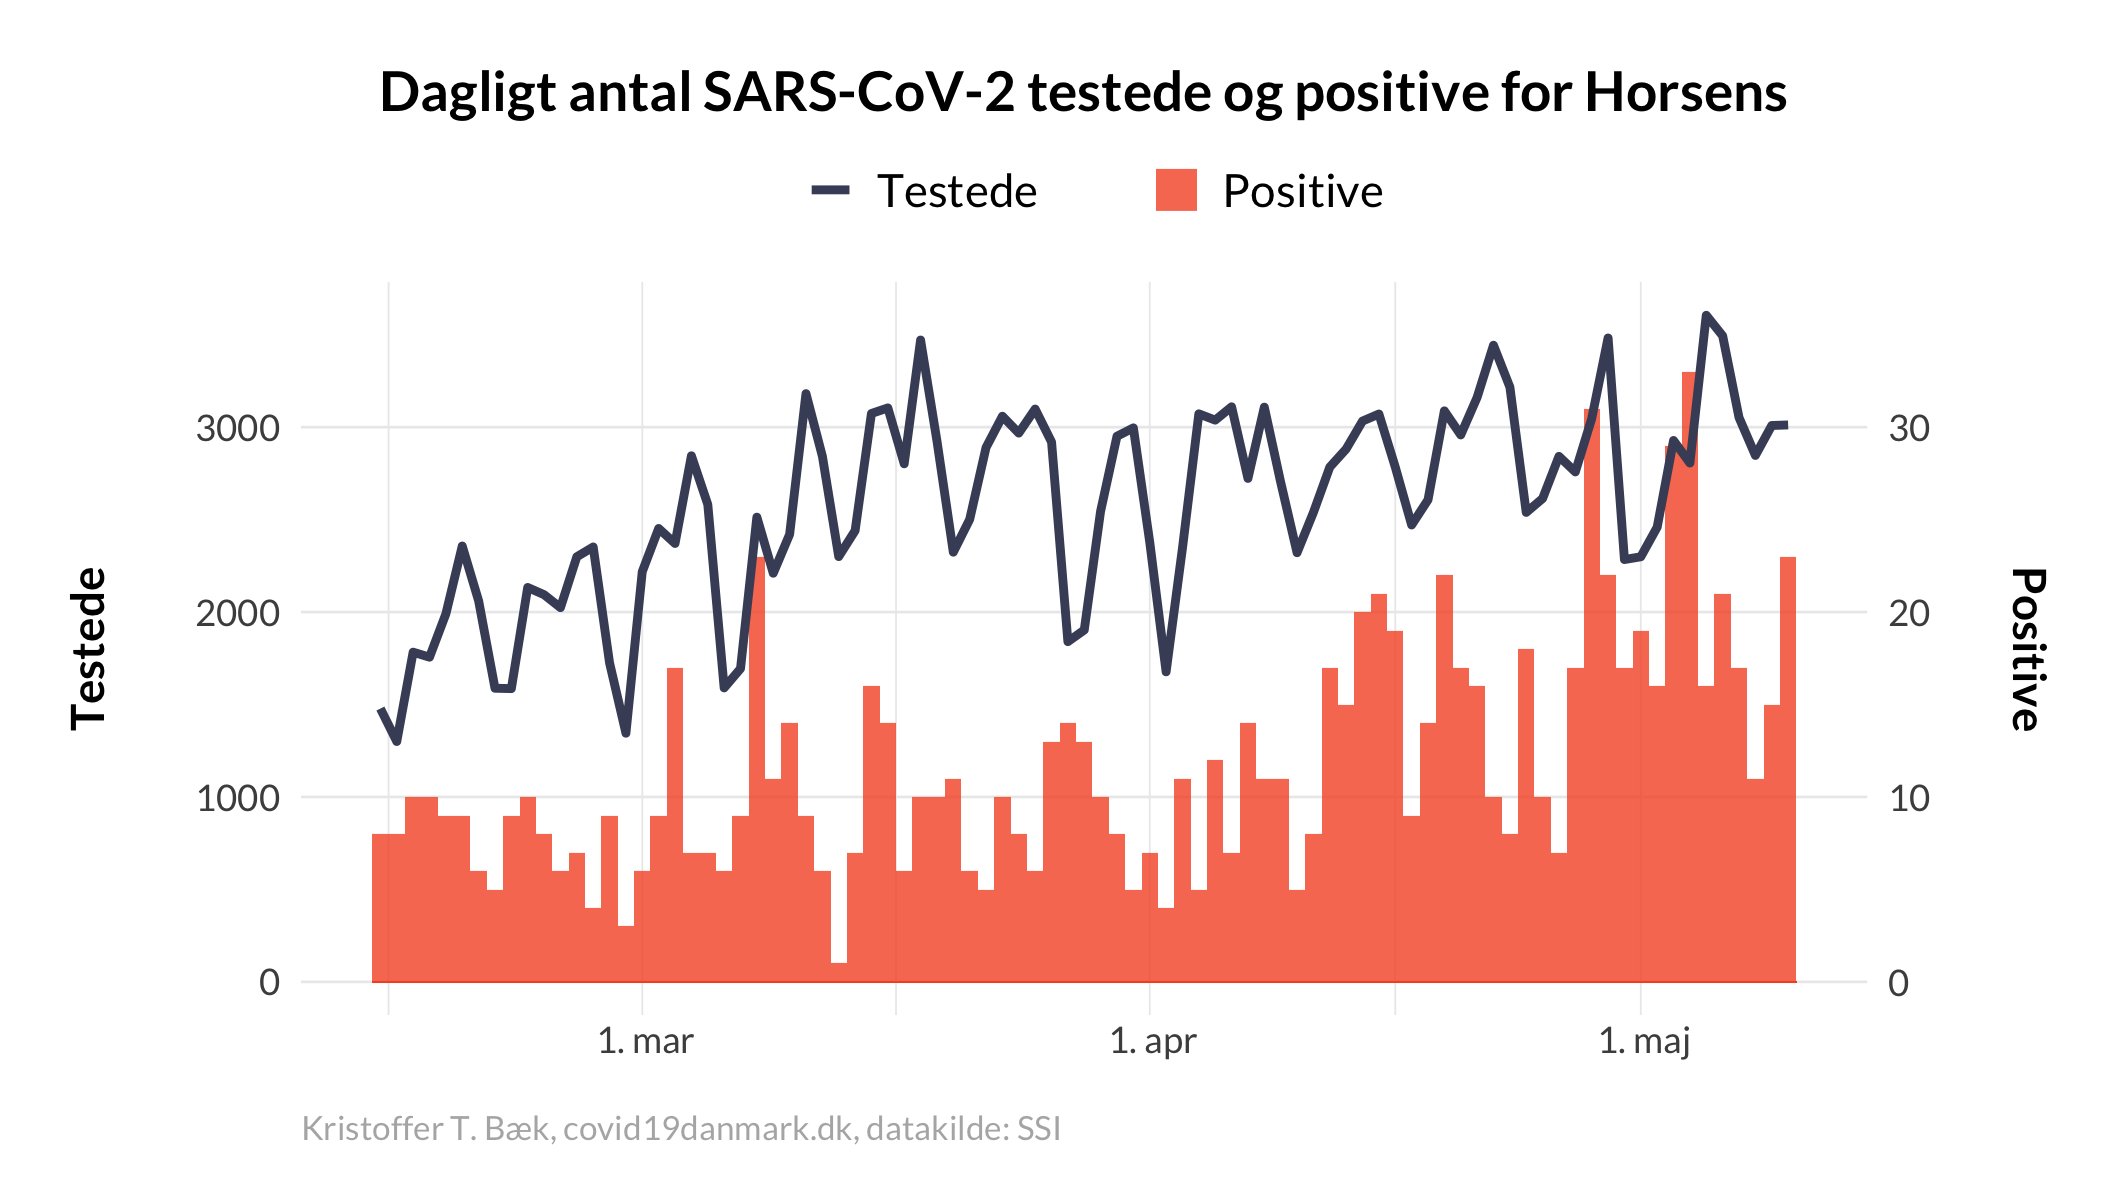 Dagligt antal SARS-CoV-2 testede og positive for Horsens
Testede Positive
3000 30
2000 20
1000 10
0 0
Testede
Positive
1. mar 1. apr 1. maj
Kristoffer T. Bæk, covid19danmark.dk, datakilde: SSI